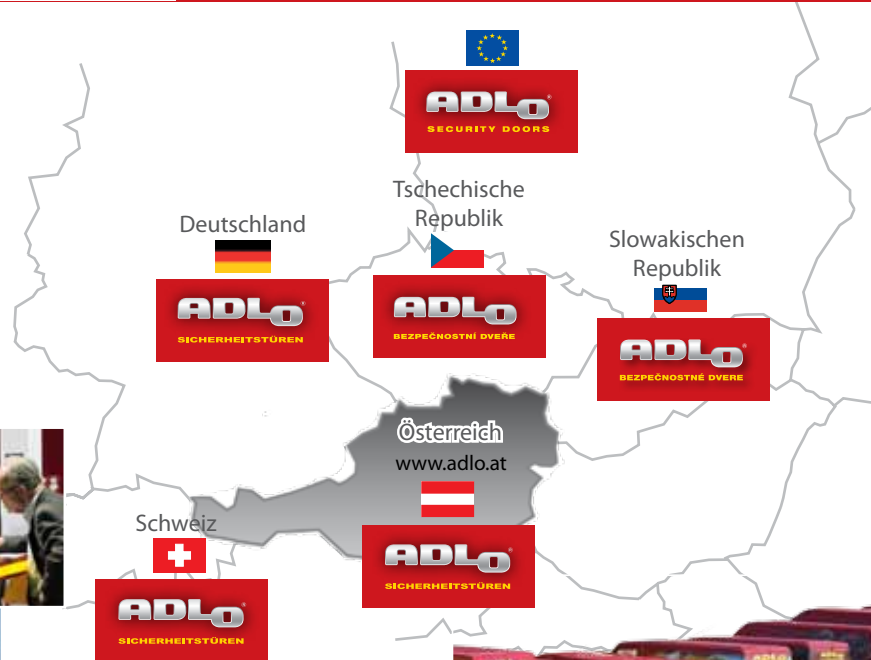 ADLO®
SECURITY DOORS
Tschechische
Republik
Deutschland
Slowakischen
Republik
ADLO®
SICHERHEITSTÜREN
ADLO®
BEZPEČNOSTNÍ DVEŘE
ADLO®
BEZPEČNOSTNÉ DVERE
Österreich
www.adlo.at
Schweiz
ADLO®
SICHERHEITSTÜREN
ADLO®
SICHERHEITSTÜREN